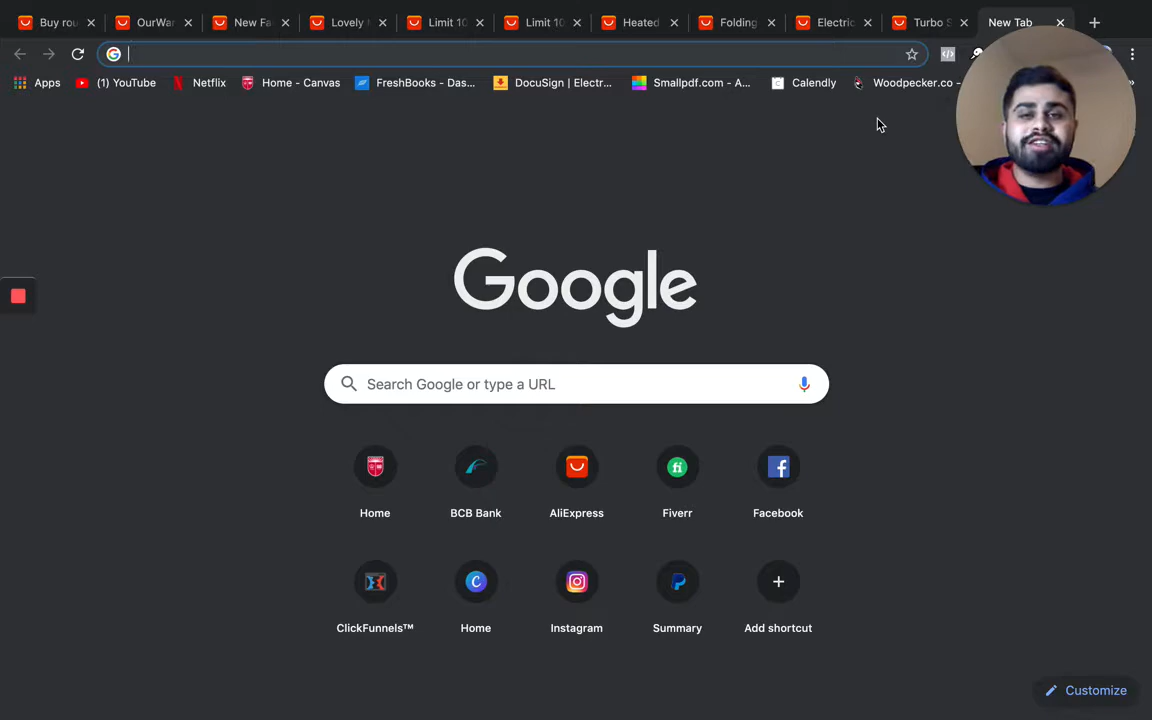 Buy rou OurWar New Fa Lovely Limit 10 Limit 10 Heated Folding Electric Turbo S New Tab
Apps (1) YouTube Netflix Home - Canvas FreshBooks - Das... DocuSign | Electr... Smallpdf.com - A... Calendly Woodpecker.co -
Google
Search Google or type a URL
Home BCB Bank AliExpress Fiverr Facebook
ClickFunnels™ Home Instagram Summary Add shortcut
Customize